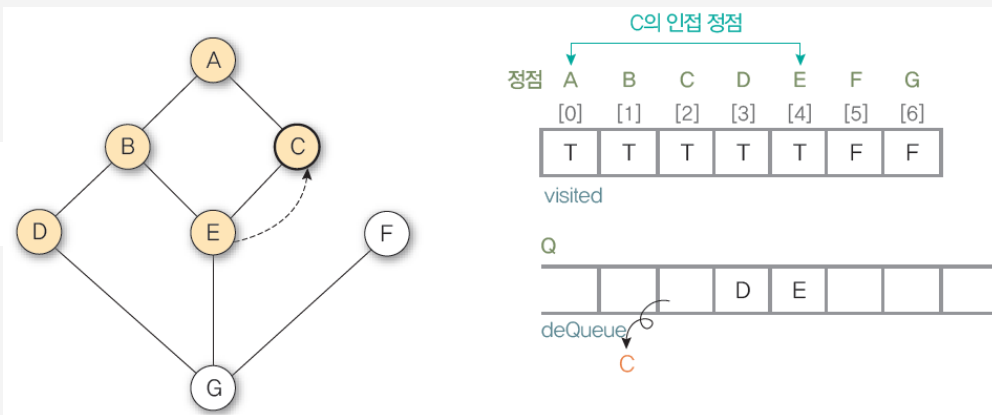 A
B
C
D
E
F
G
C의 인접 정점
정점 A B C D E F G
[0] [1] [2] [3] [4] [5] [6]
T T T T T F F
visited
Q
D E
deQueue
C